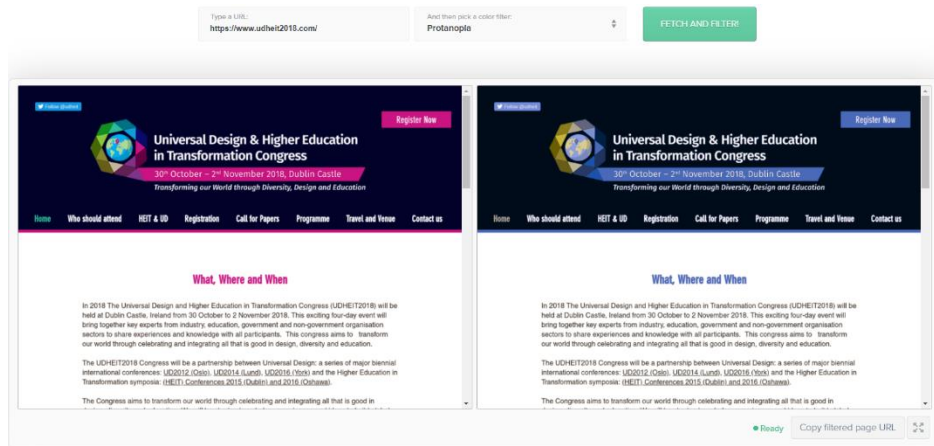 Type a URL:
https://www.udheit2018.com/
And then pick a color filter:
Protanopia
FETCH AND FILTER!
Follow @udheit
Register Now
Universal Design & Higher Education
in Transformation Congress
30th October – 2nd November 2018, Dublin Castle
Transforming our World through Diversity, Design and Education
Home Who should attend HEIT & UD Registration Call for Papers Programme Travel and Venue Contact us
What, Where and When
In 2018 The Universal Design and Higher Education in Transformation Congress (UDHEIT2018) will be
held at Dublin Castle, Ireland from 30 October to 2 November 2018. This exciting four-day event will
bring together key experts from industry, education, government and non-government organisation
sectors to share experiences and knowledge with all participants. This congress aims to transform
our world through celebrating and integrating all that is good in design, diversity and education.
The UDHEIT2018 Congress will be a partnership between Universal Design: a series of major biennial
international conferences: UD2012 (Oslo), UD2014 (Lund), UD2016 (York) and the Higher Education in
Transformation symposia: (HEIT) Conferences 2015 (Dublin) and 2016 (Oshawa).
The Congress aims to transform our world through celebrating and integrating all that is good in
Follow @udheit
Register Now
Universal Design & Higher Education
in Transformation Congress
30th October – 2nd November 2018, Dublin Castle
Transforming our World through Diversity, Design and Education
Home Who should attend HEIT & UD Registration Call for Papers Programme Travel and Venue Contact us
What, Where and When
In 2018 The Universal Design and Higher Education in Transformation Congress (UDHEIT2018) will be
held at Dublin Castle, Ireland from 30 October to 2 November 2018. This exciting four-day event will
bring together key experts from industry, education, government and non-government organisation
sectors to share experiences and knowledge with all participants. This congress aims to transform
our world through celebrating and integrating all that is good in design, diversity and education.
The UDHEIT2018 Congress will be a partnership between Universal Design: a series of major biennial
international conferences: UD2012 (Oslo), UD2014 (Lund), UD2016 (York) and the Higher Education in
Transformation symposia: (HEIT) Conferences 2015 (Dublin) and 2016 (Oshawa).
The Congress aims to transform our world through celebrating and integrating all that is good in
Ready
Copy filtered page URL